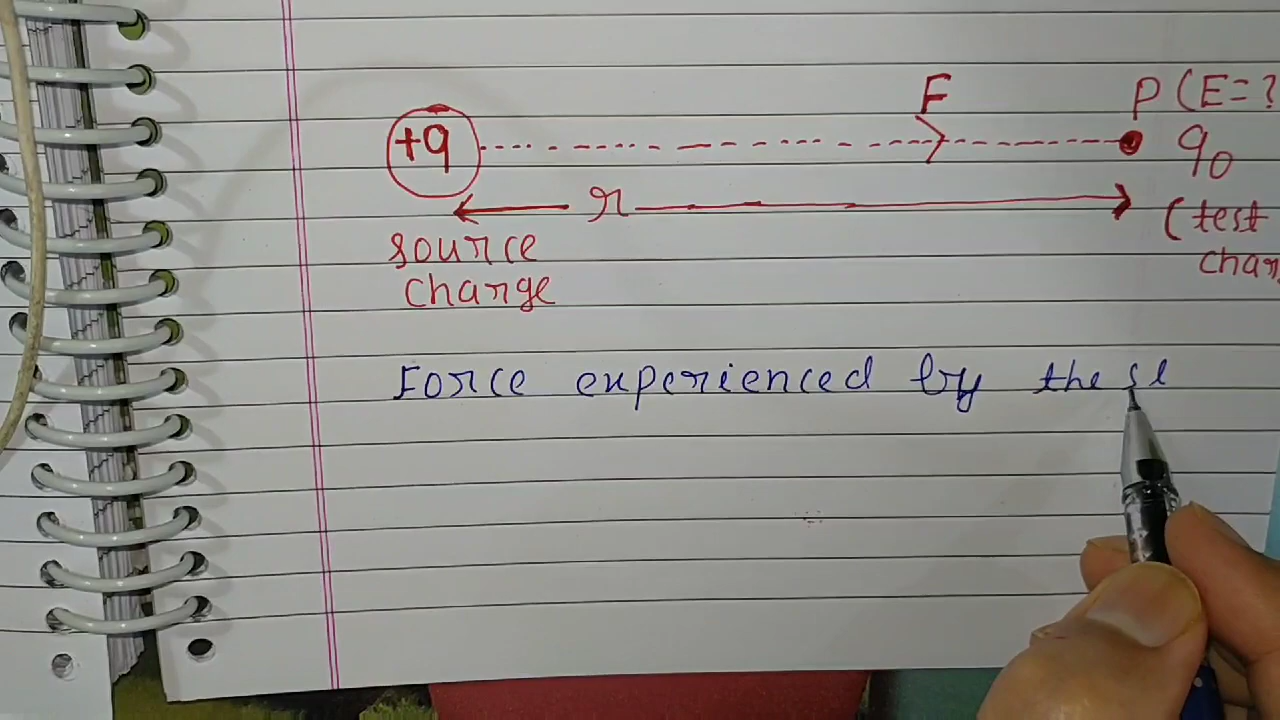 F P (E=?
+q q₀
r
source (test
charge char
Force experienced by the